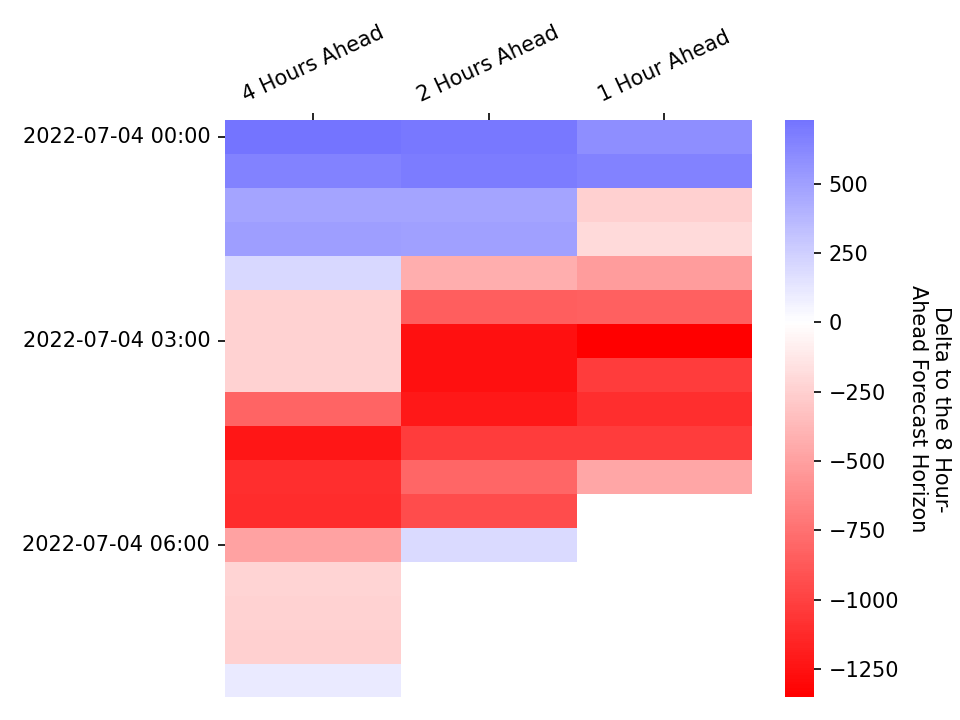 4 Hours Ahead
2 Hours Ahead
1 Hour Ahead
2022-07-04 00:00
2022-07-04 03:00
2022-07-04 06:00
500
250
0
−250
−500
−750
−1000
−1250
Delta to the 8 Hour-
Ahead Forecast Horizon